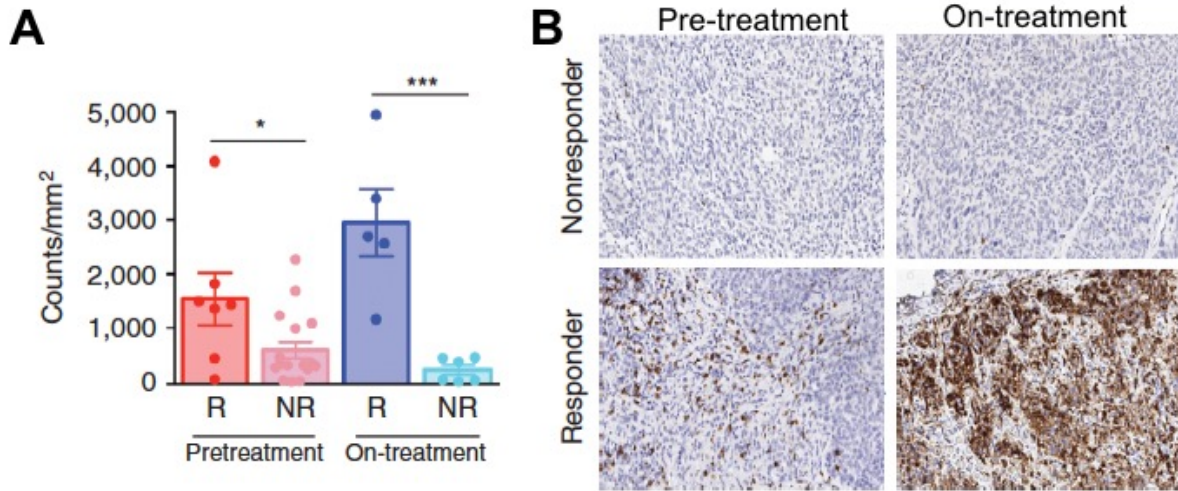 A
Counts/mm²
5,000
4,000
3,000
2,000
1,000
0
*
***
R NR R NR
Pretreatment On-treatment
B
Pre-treatment On-treatment
Nonresponder
Responder